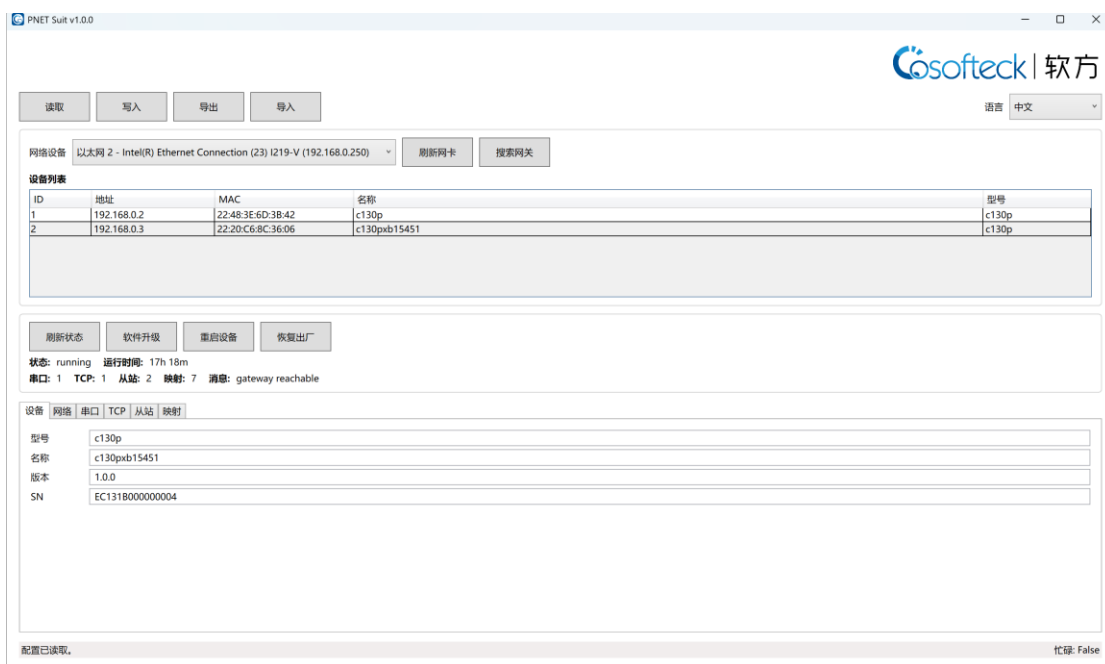 PNET Suit v1.0.0
Cosofteck 软方
读取 写入 导出 导入 语言 中文
网络设备 以太网 2 - Intel(R) Ethernet Connection (23) I219-V (192.168.0.250) 刷新网卡 搜索网关
设备列表
ID 地址 MAC 名称 型号
1 192.168.0.2 22:48:3E:6D:3B:42 c130p c130p
2 192.168.0.3 22:20:C6:8C:36:06 c130pxb15451 c130p
刷新状态 软件升级 重启设备 恢复出厂
状态: running 运行时间: 17h 18m
串口: 1 TCP: 1 从站: 2 映射: 7 消息: gateway reachable
设备 网络 串口 TCP 从站 映射
型号 c130p
名称 c130pxb15451
版本 1.0.0
SN EC131B000000004
配置已读取。 忙碌: False